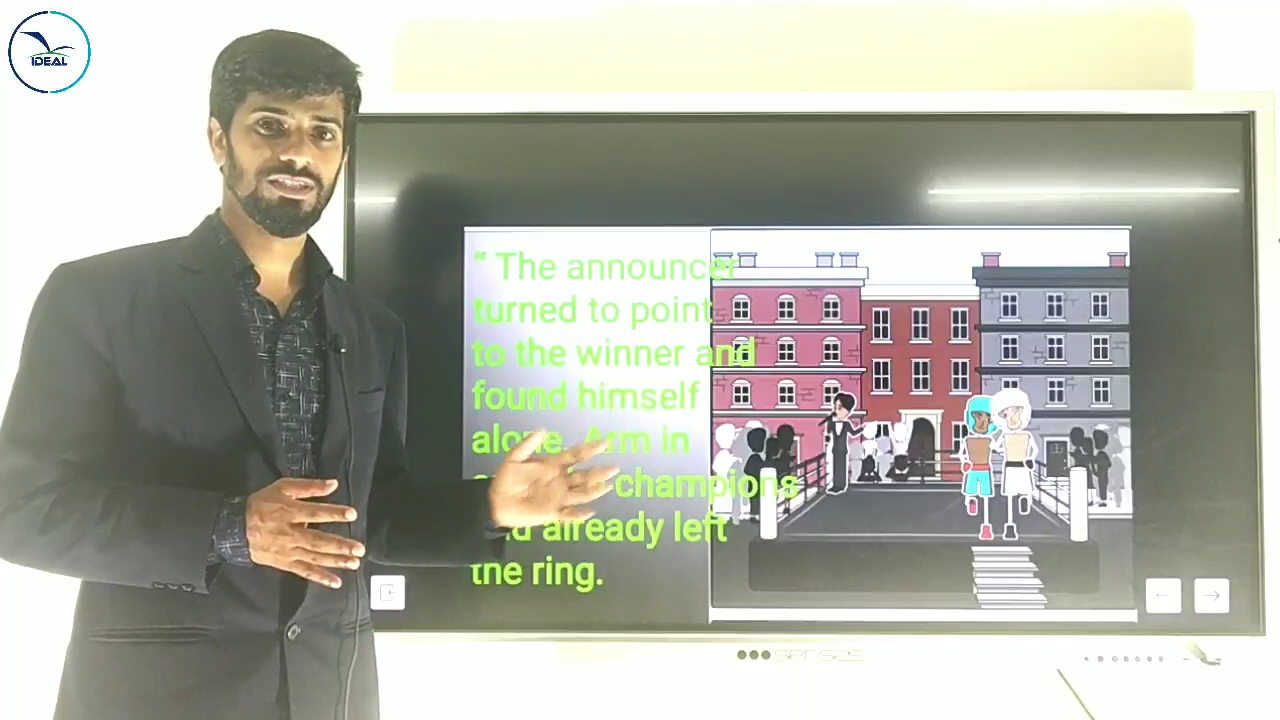 IDEAL
“ The announcer
turned to point
to the winner and
found himself
alone. Arm in
champions
already left
the ring.
senses